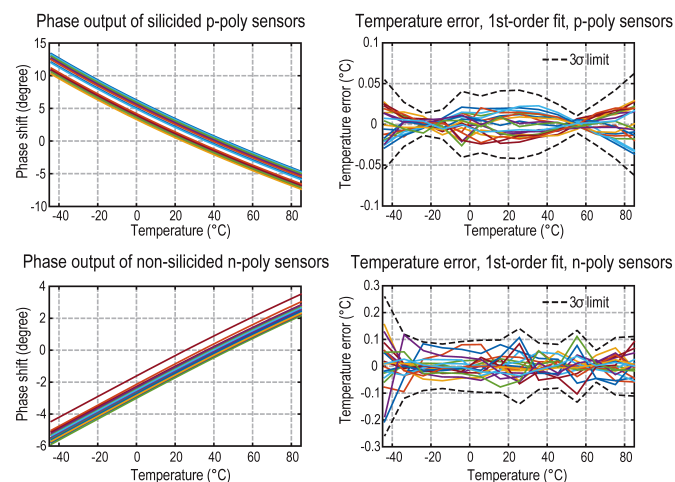 Phase output of silicided p-poly sensors
Phase shift (degree)
15
10
5
0
-5
-10
-40 -20 0 20 40 60 80
Temperature (°C)
Temperature error, 1st-order fit, p-poly sensors
Temperature error (°C)
0.1
0.05
0
-0.05
-0.1
3σ limit
-40 -20 0 20 40 60 80
Temperature (°C)
Phase output of non-silicided n-poly sensors
Phase shift (degree)
4
2
0
-2
-4
-6
-40 -20 0 20 40 60 80
Temperature (°C)
Temperature error, 1st-order fit, n-poly sensors
Temperature error (°C)
0.3
0.2
0.1
0
-0.1
-0.2
-0.3
3σ limit
-40 -20 0 20 40 60 80
Temperature (°C)